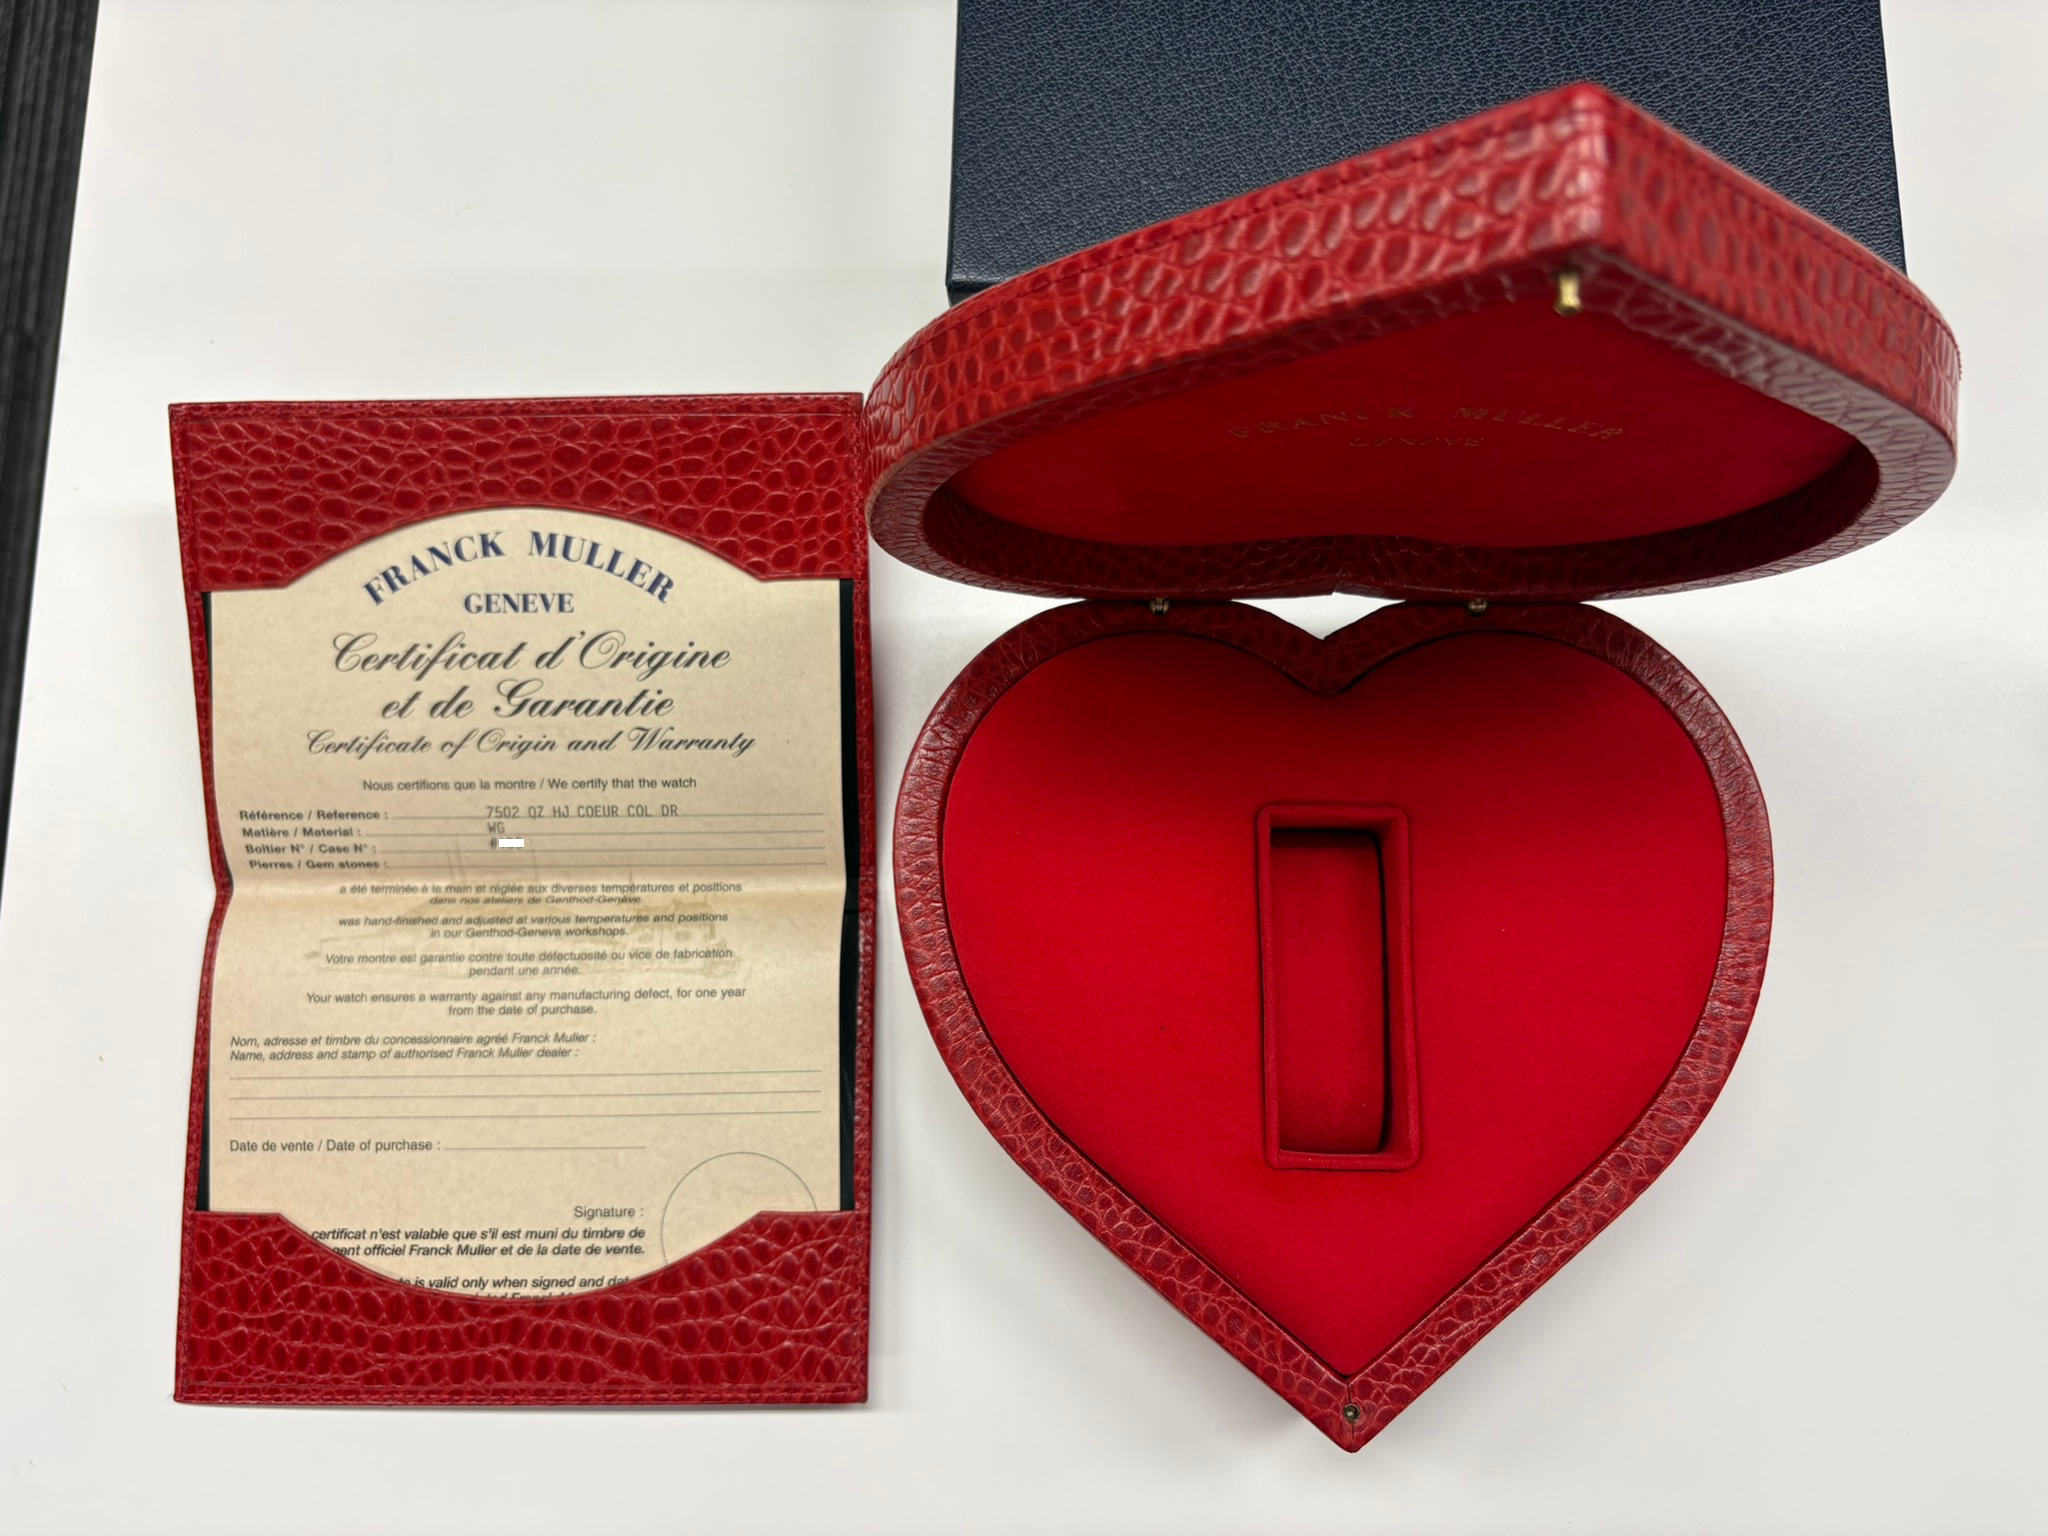 FRANCK MULLER
GENEVE
Certificat d'Origine
et de Garantie
Certificate of Origin and Warranty
Nous certifions que la montre / We certify that the watch
Référence / Reference : 7502 QZ HJ COEUR COL DR
Matière / Material : WG
Boîtier N° / Case N° : #
Pierres / Gem stones :
a été terminée à la main et réglée aux diverses températures et positions
dans nos ateliers de Genthod-Genève.
was hand-finished and adjusted at various temperatures and positions
in our Genthod-Geneva workshops.
Votre montre est garantie contre toute défectuosité ou vice de fabrication
pendant une année.
Your watch ensures a warranty against any manufacturing defect, for one year
from the date of purchase.
Nom, adresse et timbre du concessionnaire agréé Franck Muller :
Name, address and stamp of authorised Franck Muller dealer :
Date de vente / Date of purchase :
Signature :
certificat n'est valable que s'il est muni du timbre de
officiel Franck Muller et de la date de vente.
is valid only when signed and
FRANCK MULLER
GENEVE